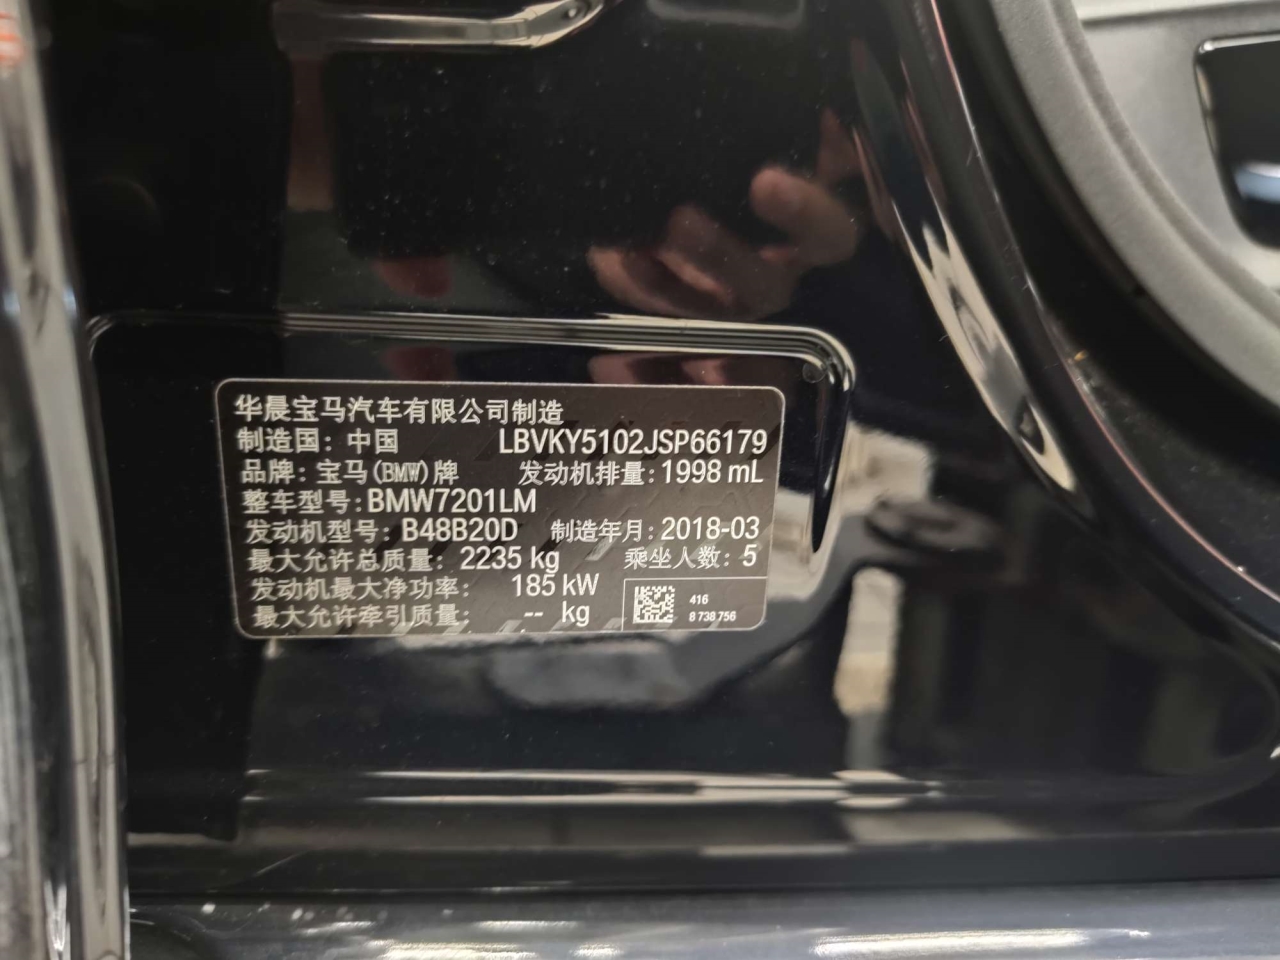 华晨宝马汽车有限公司制造
制造国：中国 LBVKY5102JSP66179
品牌：宝马(BMW)牌 发动机排量：1998 mL
整车型号：BMW7201LM
发动机型号：B48B20D 制造年月：2018-03
最大允许总质量：2235 kg 乘坐人数：5
发动机最大净功率：185 kW
最大允许牵引质量：-- kg
416
8 738 756